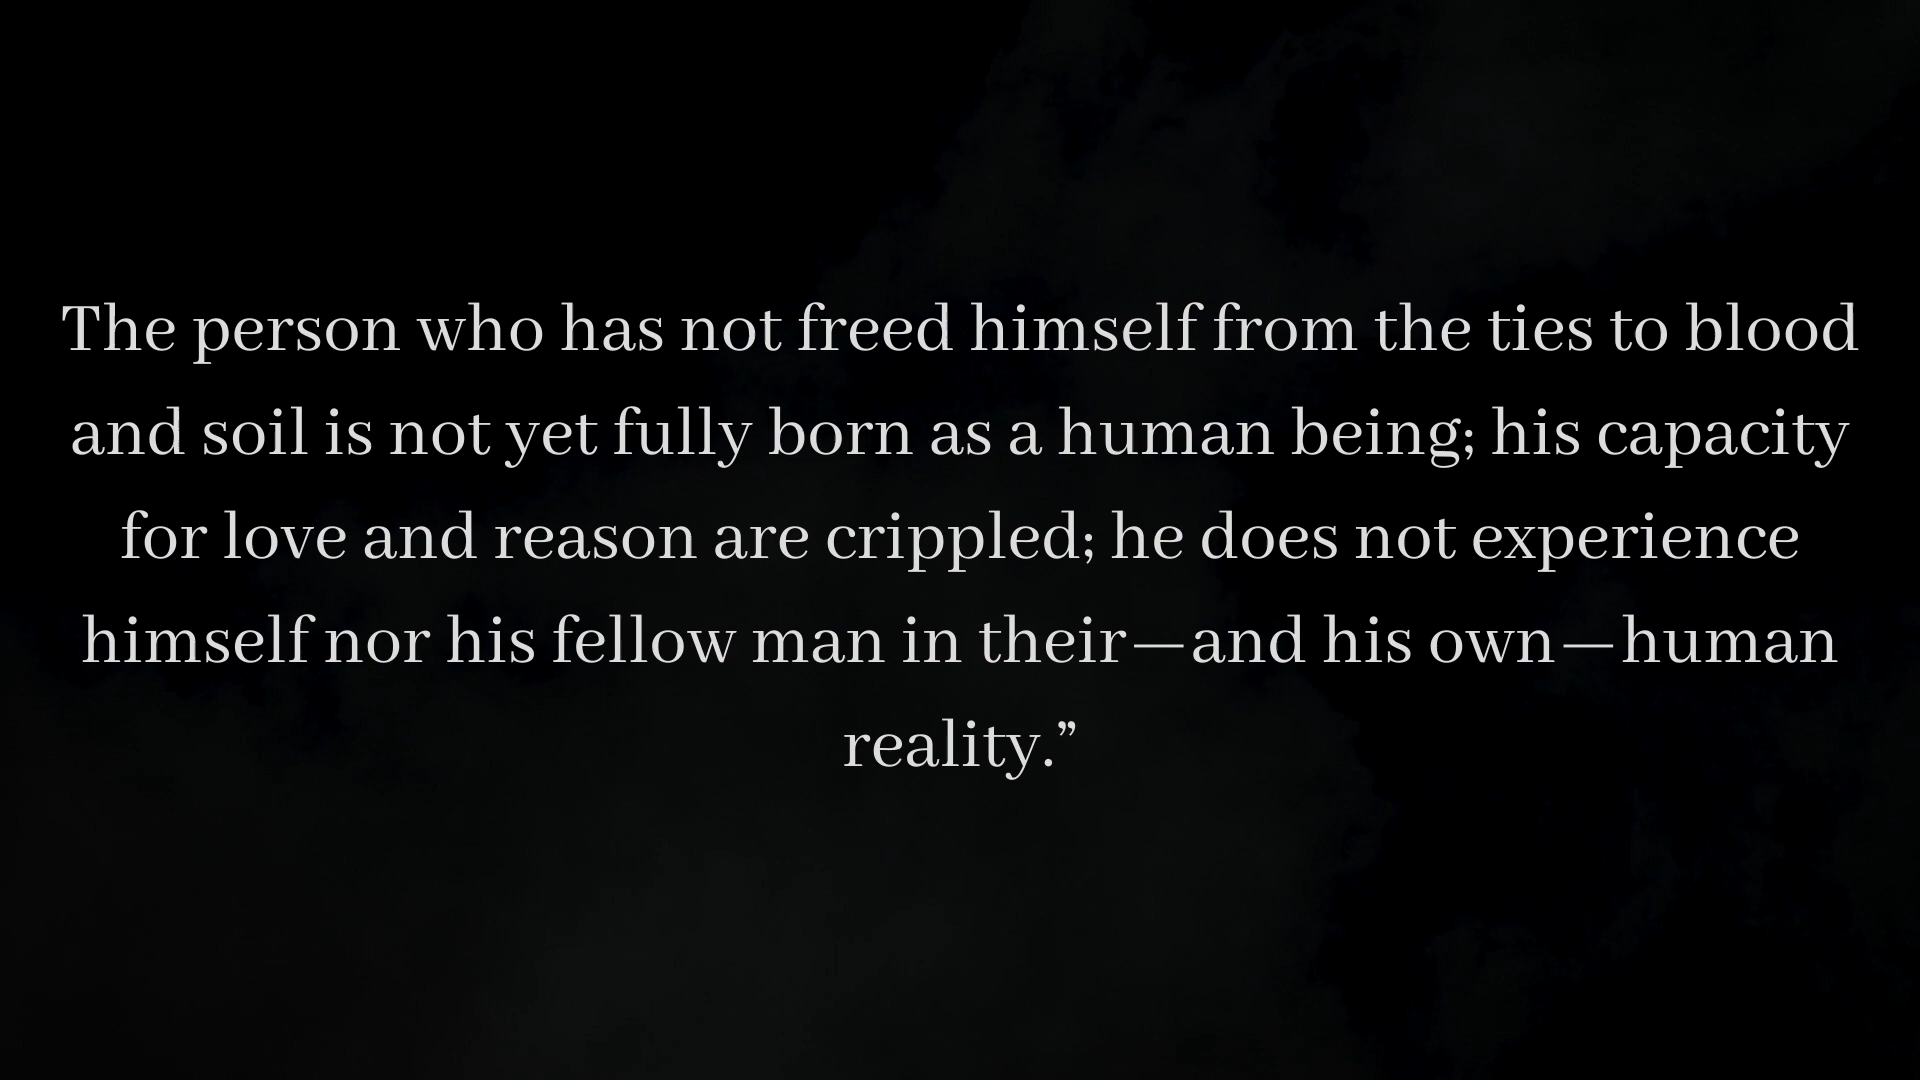 The person who has not freed himself from the ties to blood
and soil is not yet fully born as a human being; his capacity
for love and reason are crippled; he does not experience
himself nor his fellow man in their—and his own—human
reality.”